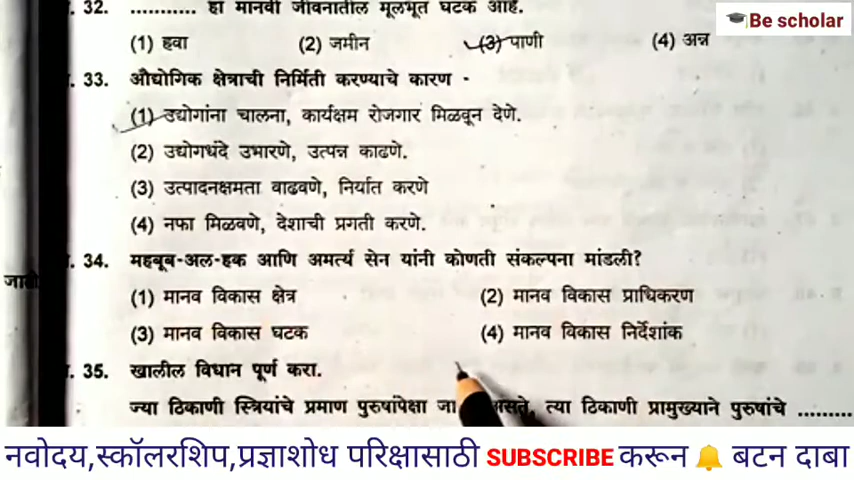 . 32. ........... हा मानवी जीवनातील मूलभूत घटक आहे.
Be scholar
(1) हवा (2) जमीन (3) पाणी (4) अन्न
. 33. औद्योगिक क्षेत्राची निर्मिती करण्याचे कारण -
(1) उद्योगांना चालना, कार्यक्षम रोजगार मिळवून देणे.
(2) उद्योगधंदे उभारणे, उत्पन्न काढणे.
(3) उत्पादनक्षमता वाढवणे, निर्यात करणे
(4) नफा मिळवणे, देशाची प्रगती करणे.
. 34. महबूब-अल-हक आणि अमर्त्य सेन यांनी कोणती संकल्पना मांडली?
(1) मानव विकास क्षेत्र (2) मानव विकास प्राधिकरण
(3) मानव विकास घटक (4) मानव विकास निर्देशांक
. 35. खालील विधान पूर्ण करा.
ज्या ठिकाणी स्त्रियांचे प्रमाण पुरुषांपेक्षा त्या ठिकाणी प्रामुख्याने पुरुषांचे .........
नवोदय,स्कॉलरशिप,प्रज्ञाशोध परिक्षासाठी SUBSCRIBE करून 🔔 बटन दाबा